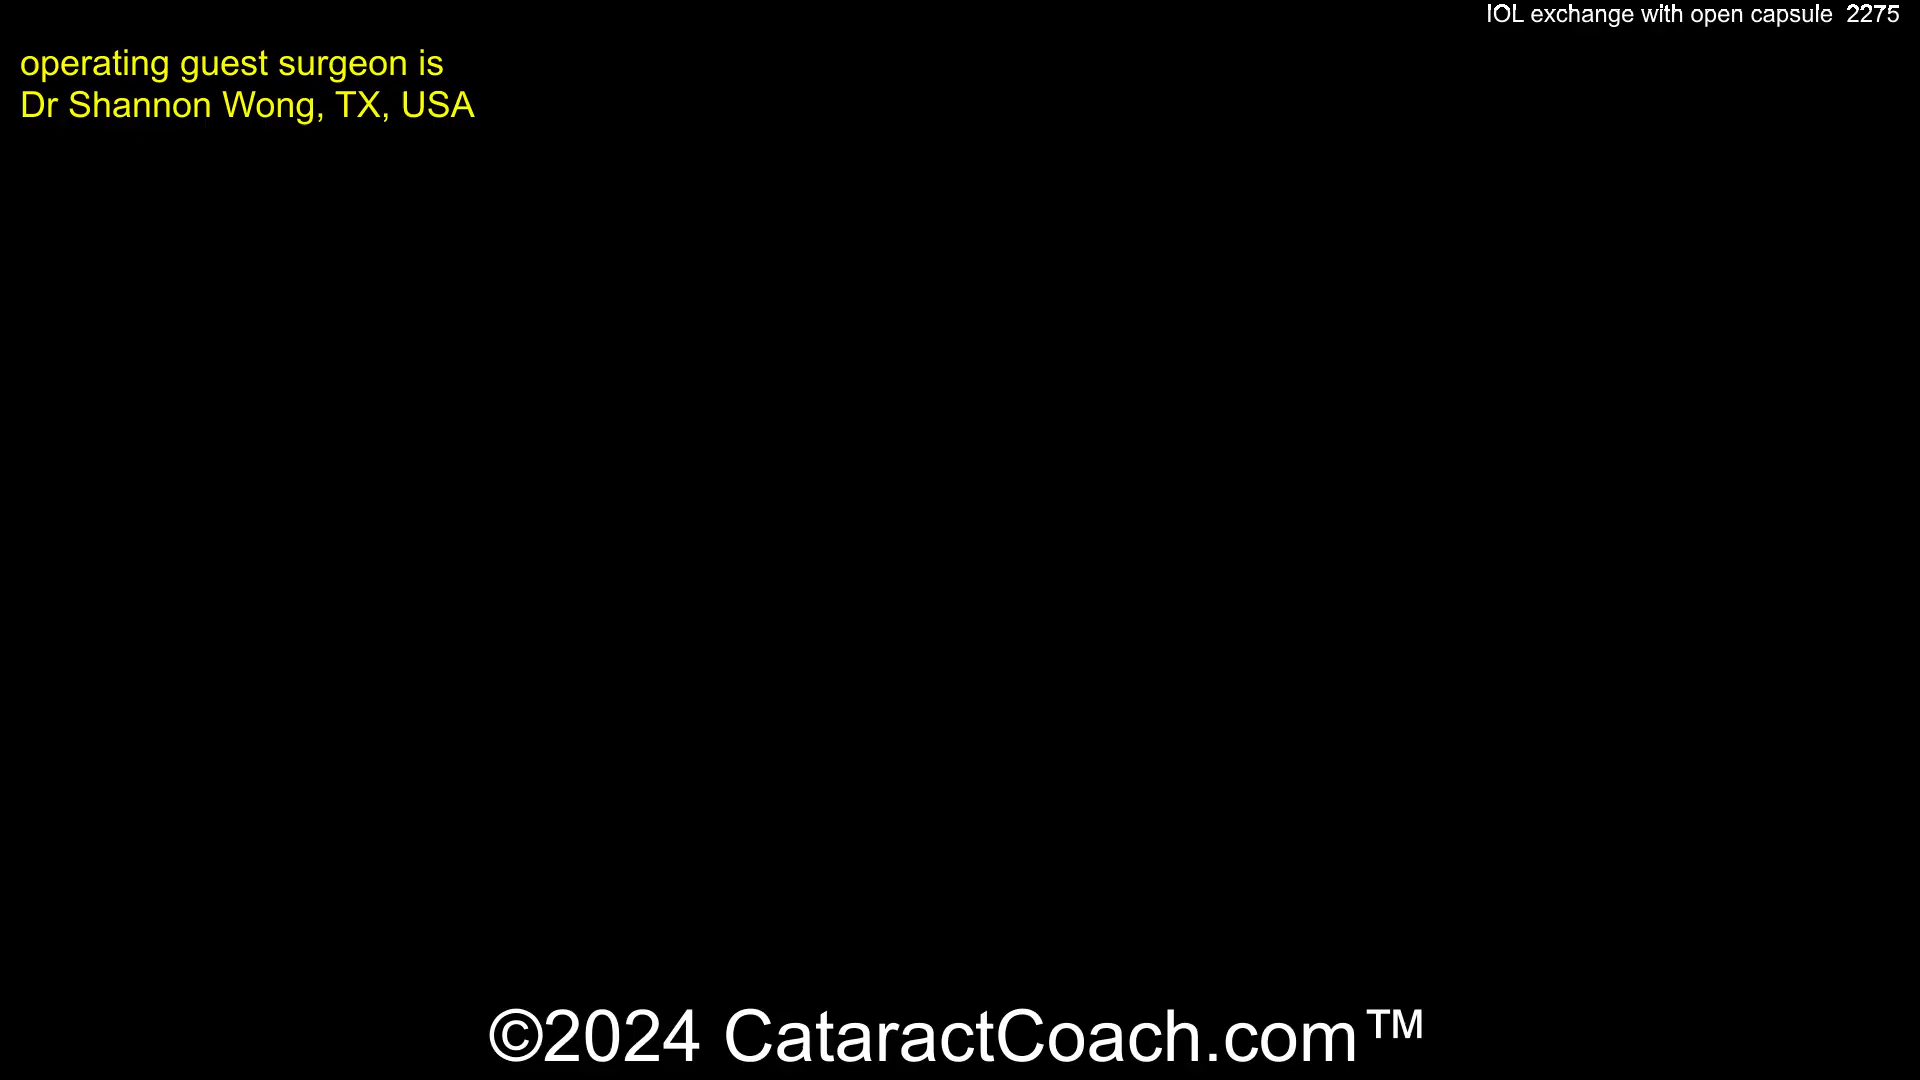 IOL exchange with open capsule 2275
operating guest surgeon is
Dr Shannon Wong, TX, USA
©2024 CataractCoach.com™